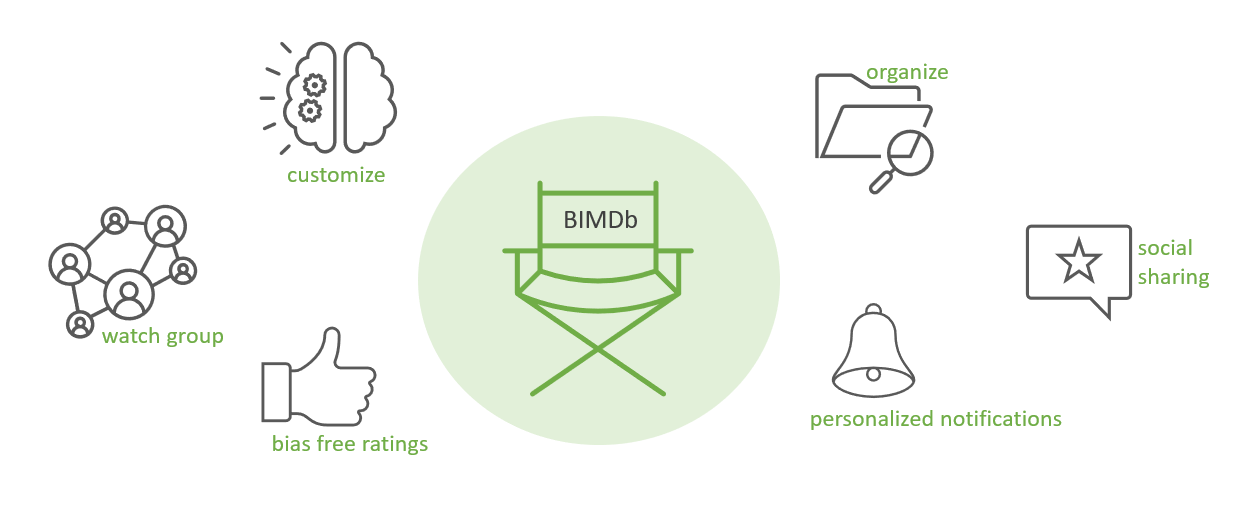 organize
customize
BIMDb
social
sharing
watch group
bias free ratings
personalized notifications